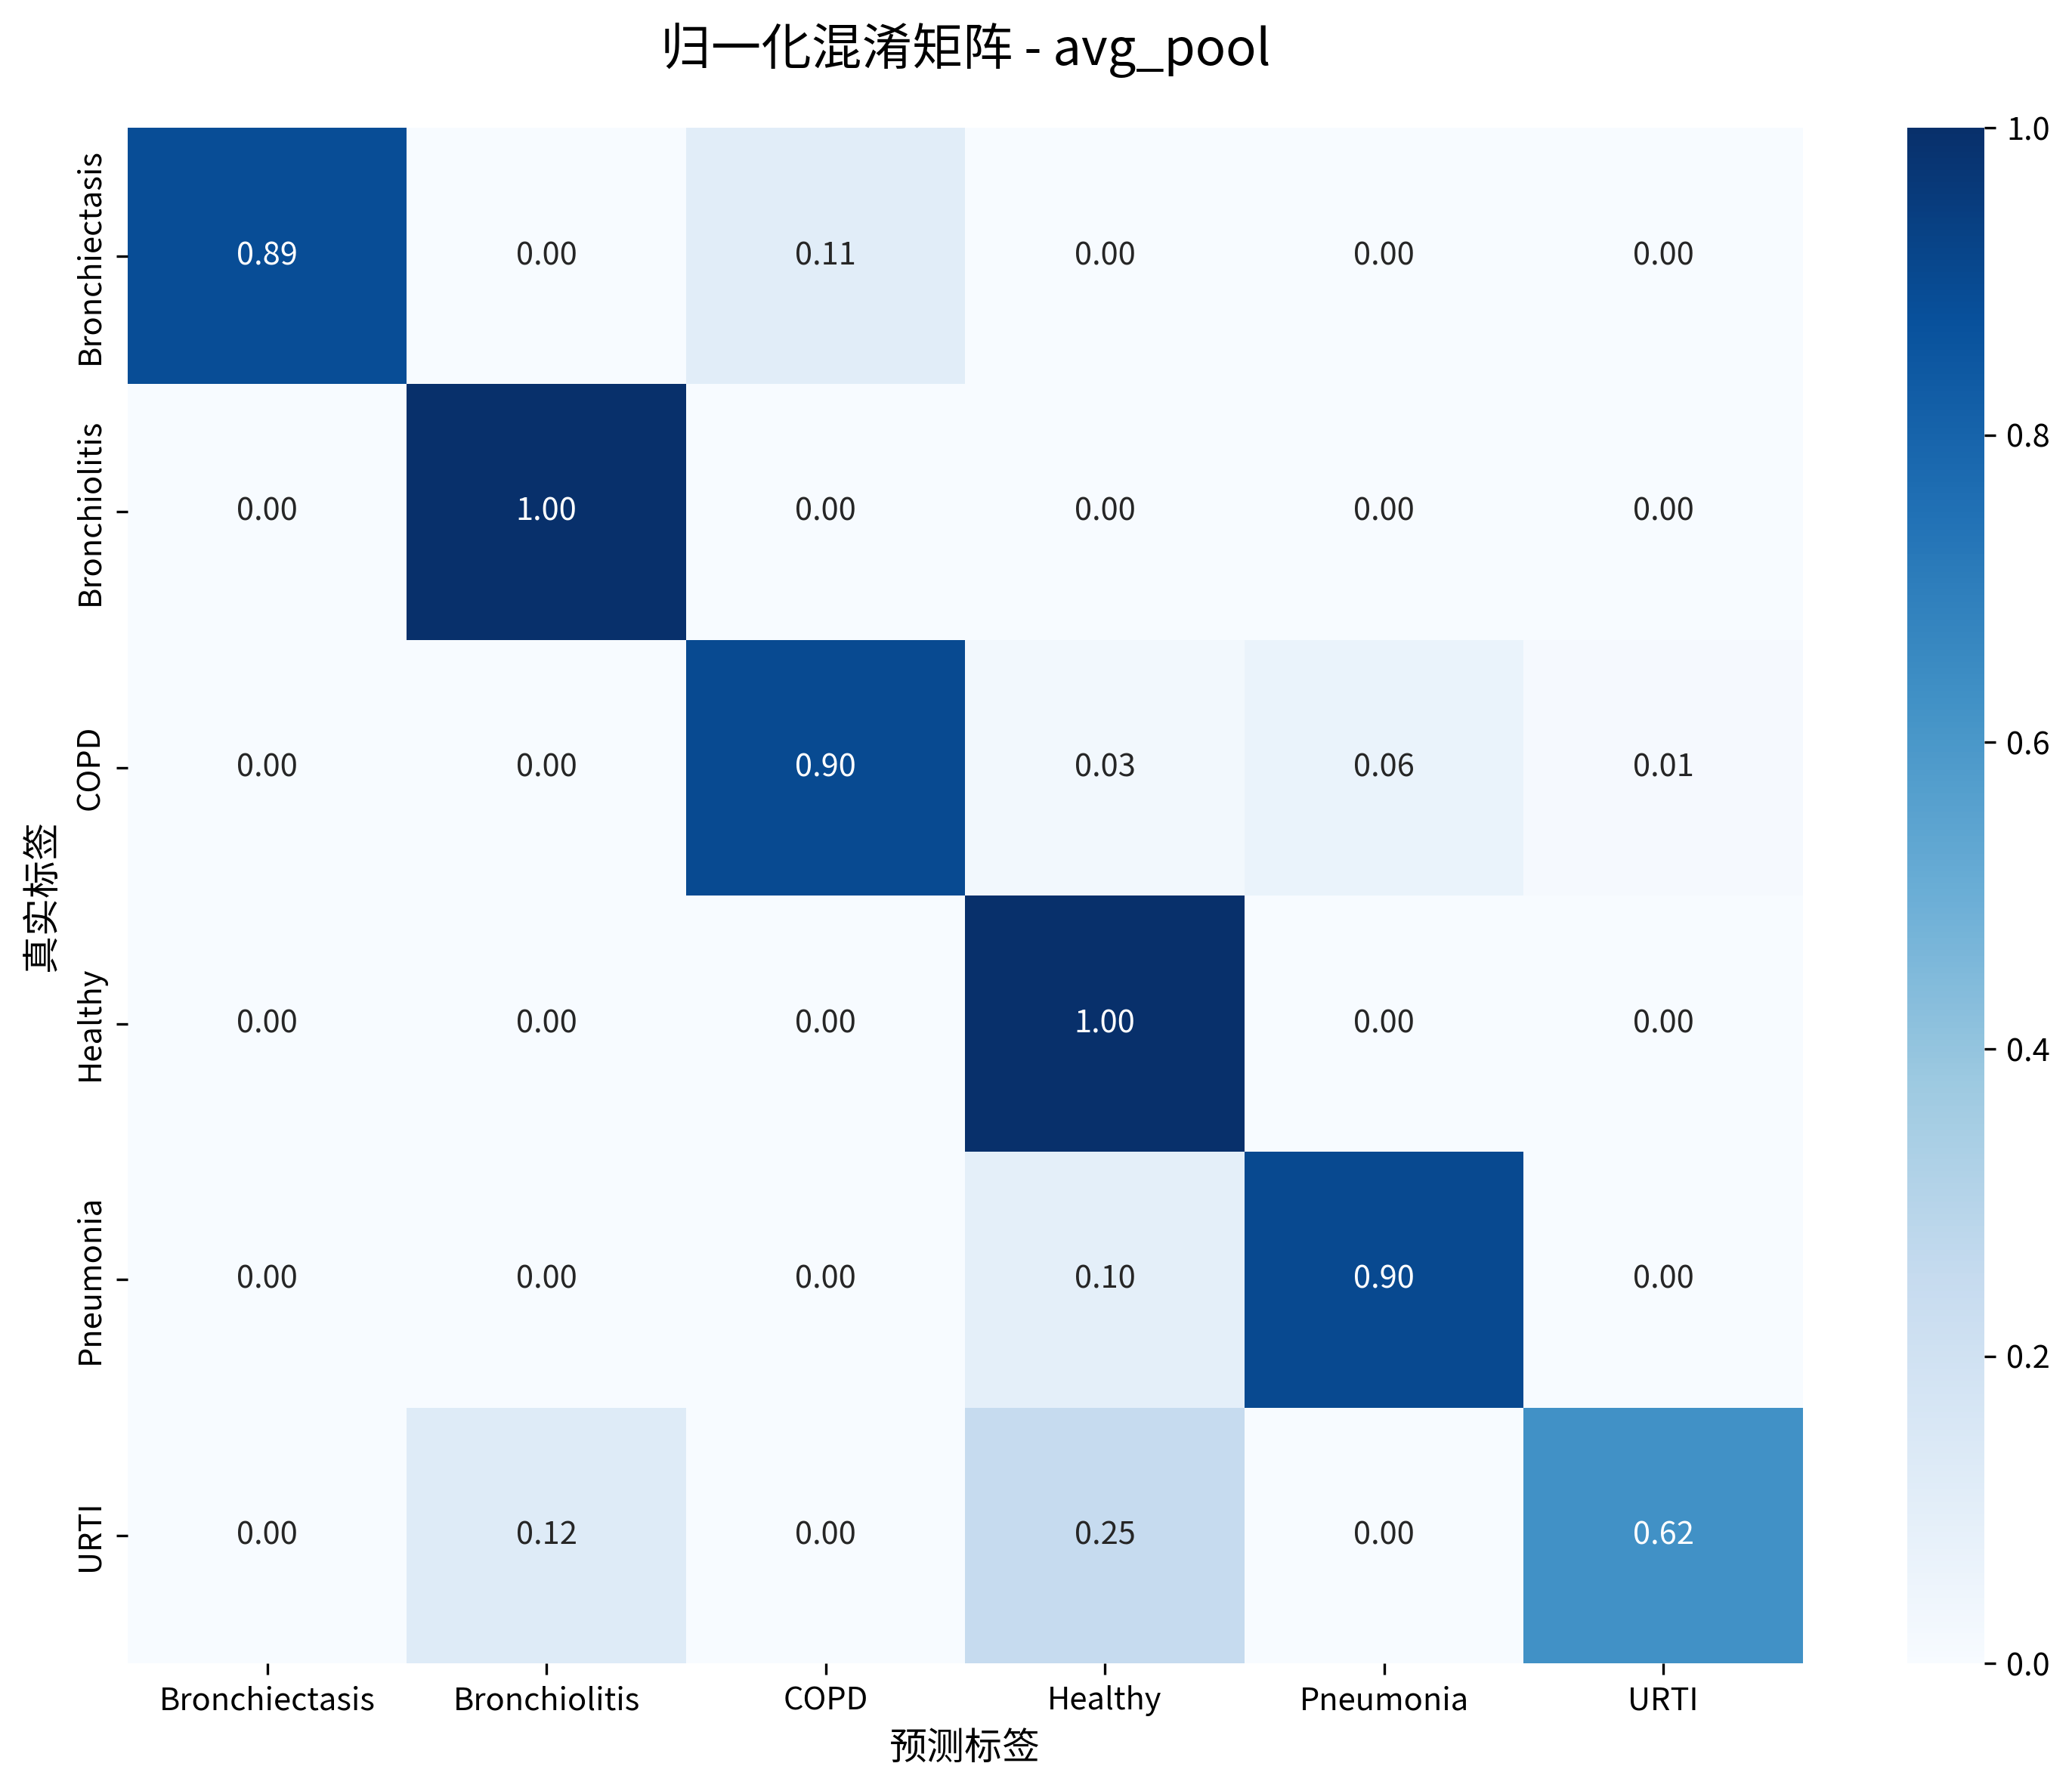 归一化混淆矩阵 - avg_pool
真实标签
Bronchiectasis 0.89 0.00 0.11 0.00 0.00 0.00
Bronchiolitis 0.00 1.00 0.00 0.00 0.00 0.00
COPD 0.00 0.00 0.90 0.03 0.06 0.01
Healthy 0.00 0.00 0.00 1.00 0.00 0.00
Pneumonia 0.00 0.00 0.00 0.10 0.90 0.00
URTI 0.00 0.12 0.00 0.25 0.00 0.62
Bronchiectasis Bronchiolitis COPD Healthy Pneumonia URTI
预测标签
1.0
0.8
0.6
0.4
0.2
0.0